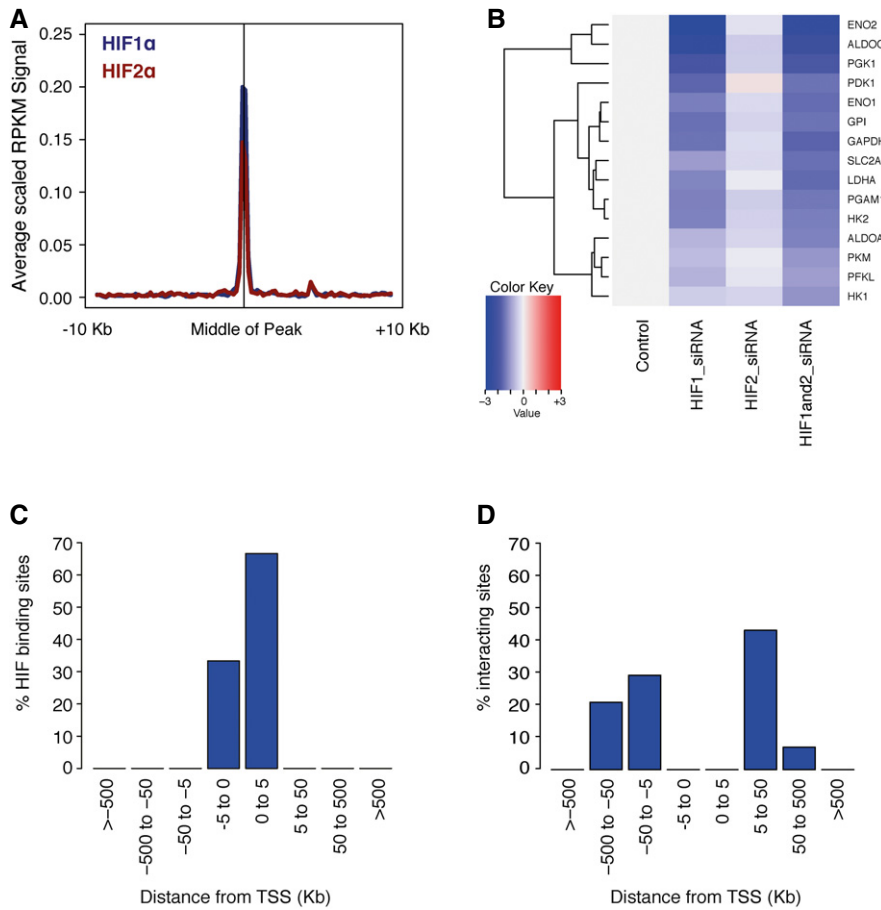 A
HIF1α
HIF2α
Average scaled RPKM Signal
0.25
0.20
0.15
0.10
0.05
0.00
-10 Kb
Middle of Peak
+10 Kb
B
ENO2
ALDOC
PGK1
PDK1
ENO1
GPI
GAPDH
SLC2A
LDHA
PGAM1
HK2
ALDOA
PKM
PFKL
HK1
Color Key
−3
0
+3
Value
Control
HIF1_siRNA
HIF2_siRNA
HIF1and2_siRNA
C
% HIF binding sites
70
60
50
40
30
20
10
0
>−500
−500 to −50
−50 to −5
-5 to 0
0 to 5
5 to 50
50 to 500
>500
Distance from TSS (Kb)
D
% interacting sites
70
60
50
40
30
20
10
0
>−500
−500 to −50
−50 to −5
-5 to 0
0 to 5
5 to 50
50 to 500
>500
Distance from TSS (Kb)